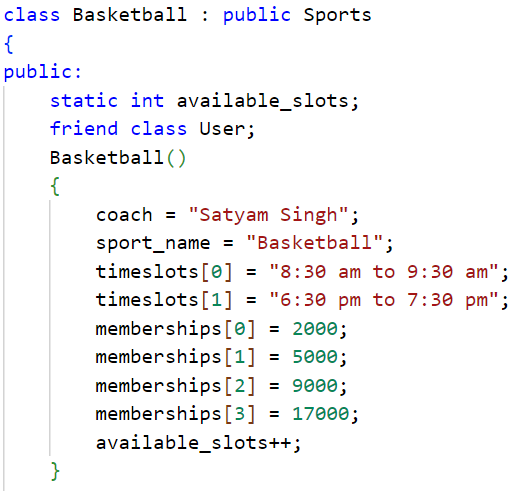 class Basketball : public Sports
{
public:
    static int available_slots;
    friend class User;
    Basketball()
    {
        coach = "Satyam Singh";
        sport_name = "Basketball";
        timeslots[0] = "8:30 am to 9:30 am";
        timeslots[1] = "6:30 pm to 7:30 pm";
        memberships[0] = 2000;
        memberships[1] = 5000;
        memberships[2] = 9000;
        memberships[3] = 17000;
        available_slots++;
    }